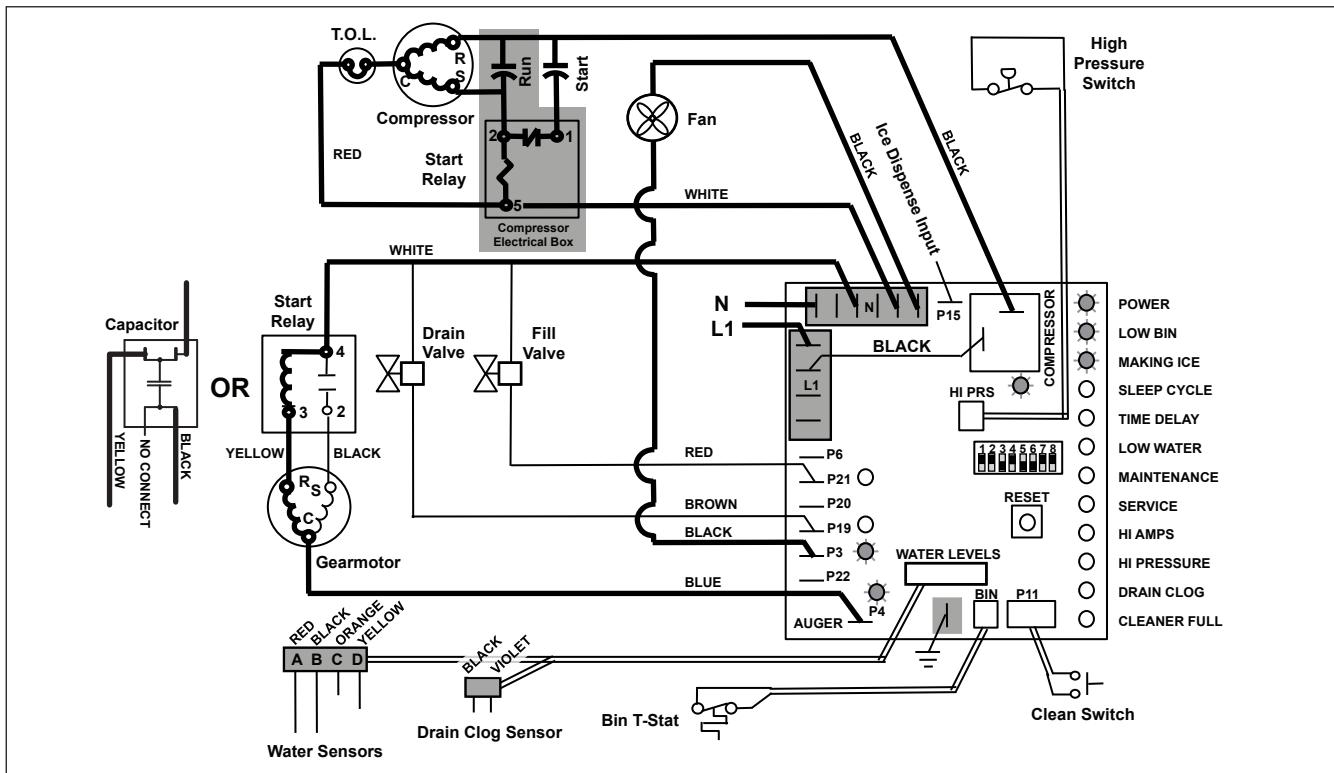 T.O.L.
R
S
C
Compressor
Run
Start
2
1
Start
Relay
5
Compressor
Electrical Box
RED
WHITE
Fan
BLACK
Ice Dispense Input
BLACK
High
Pressure
Switch
WHITE
Capacitor
YELLOW
NO CONNECT
BLACK
OR
Start
Relay
4
3
2
YELLOW
BLACK
R
S
C
Gearmotor
Drain
Valve
Fill
Valve
RED
BROWN
BLACK
BLUE
N
L1
N
P15
BLACK
L1
COMPRESSOR
HI PRS
P6
P21
P20
P19
P3
P22
P4
AUGER
1 2 3 4 5 6 7 8
RESET
WATER LEVELS
BIN
P11
POWER
LOW BIN
MAKING ICE
SLEEP CYCLE
TIME DELAY
LOW WATER
MAINTENANCE
SERVICE
HI AMPS
HI PRESSURE
DRAIN CLOG
CLEANER FULL
RED
BLACK
ORANGE
YELLOW
A B C D
Water Sensors
BLACK
VIOLET
Drain Clog Sensor
Bin T-Stat
Clean Switch